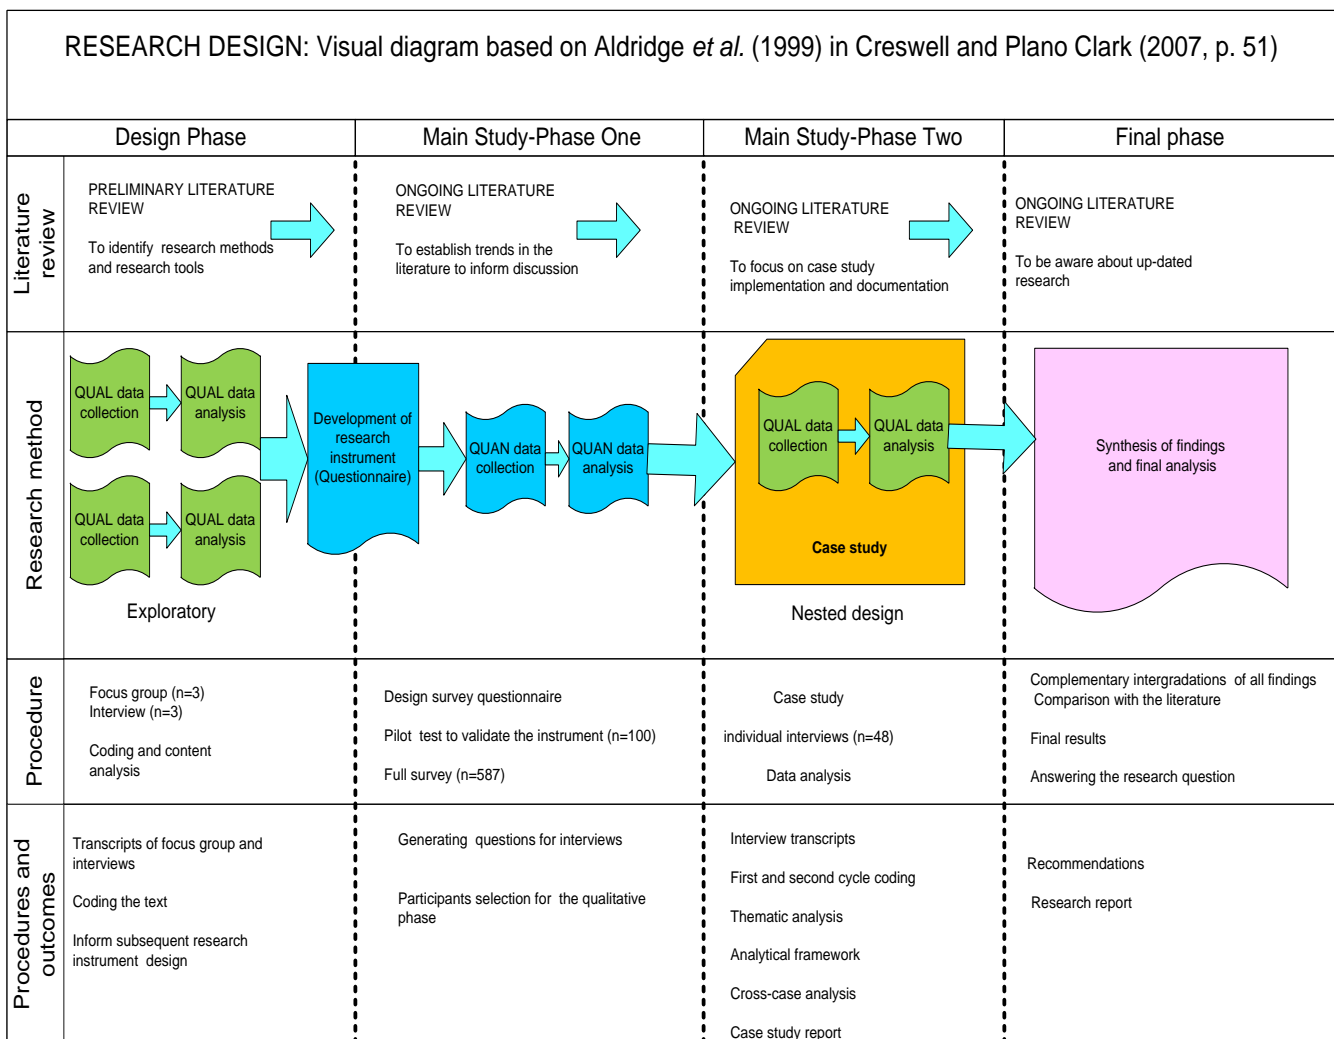 RESEARCH DESIGN: Visual diagram based on Aldridge et al. (1999) in Creswell and Plano Clark (2007, p. 51)
Design Phase
Main Study-Phase One
Main Study-Phase Two
Final phase
Literature
review
PRELIMINARY LITERATURE
REVIEW
To identify research methods
and research tools
ONGOING LITERATURE
REVIEW
To establish trends in the
literature to inform discussion
ONGOING LITERATURE
REVIEW
To focus on case study
implementation and documentation
ONGOING LITERATURE
REVIEW
To be aware about up-dated
research
Research method
QUAL data
collection
QUAL data
analysis
QUAL data
collection
QUAL data
analysis
Exploratory
Development of
research
instrument
(Questionnaire)
QUAN data
collection
QUAN data
analysis
QUAL data
collection
QUAL data
analysis
Case study
Nested design
Synthesis of findings
and final analysis
Procedure
Focus group (n=3)
Interview (n=3)
Coding and content
analysis
Design survey questionnaire
Pilot test to validate the instrument (n=100)
Full survey (n=587)
Case study
individual interviews (n=48)
Data analysis
Complementary intergradations of all findings
Comparison with the literature
Final results
Answering the research question
Procedures and
outcomes
Transcripts of focus group and
interviews
Coding the text
Inform subsequent research
instrument design
Generating questions for interviews
Participants selection for the qualitative
phase
Interview transcripts
First and second cycle coding
Thematic analysis
Analytical framework
Cross-case analysis
Case study report
Recommendations
Research report